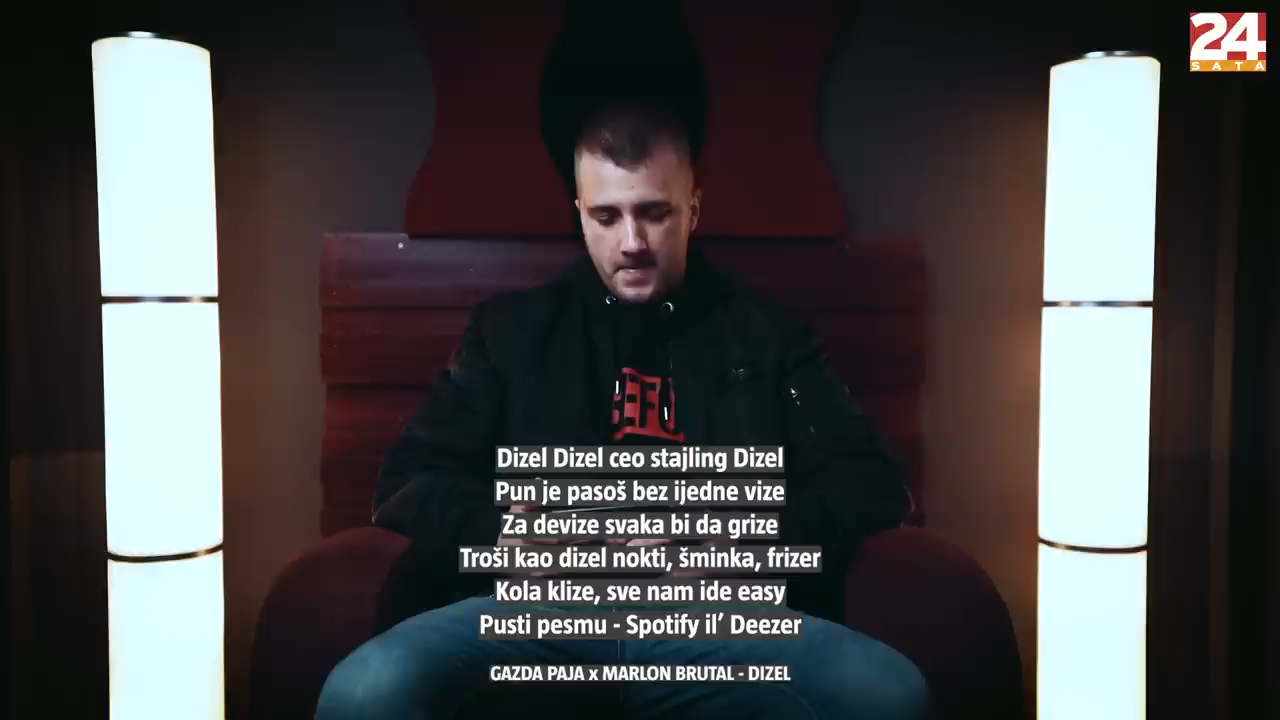 24
SATA
Dizel Dizel ceo stajling Dizel
Pun je pasoš bez ijedne vize
Za devize svaka bi da grize
Troši kao dizel nokti, šminka, frizer
Kola klize, sve nam ide easy
Pusti pesmu - Spotify il’ Deezer
GAZDA PAJA x MARLON BRUTAL - DIZEL